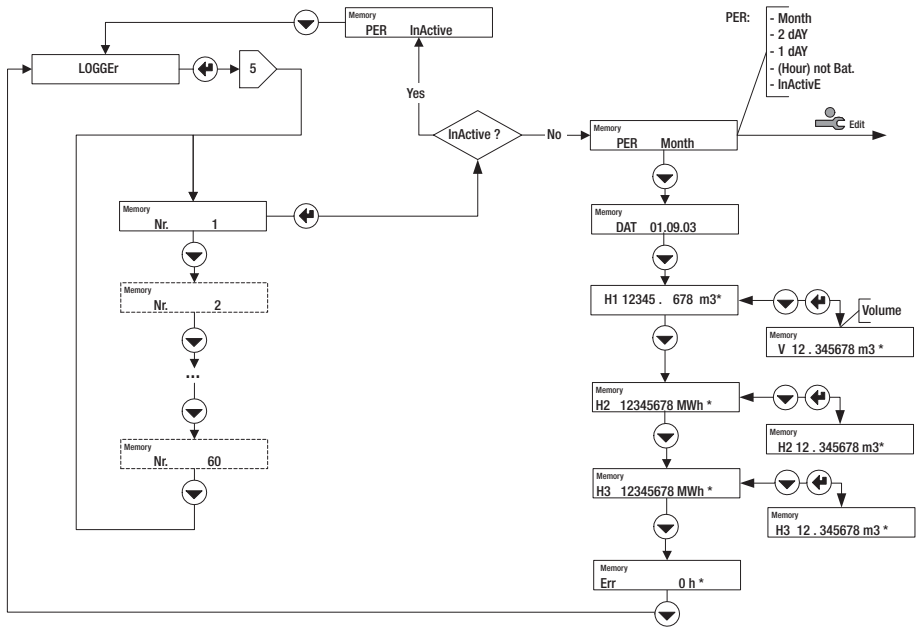 Memory
PER InActive
PER:
- Month
- 2 dAY
- 1 dAY
- (Hour) not Bat.
- InActivE
LOGGEr
5
Yes
Edit
InActive ?
No
Memory
PER Month
Memory
Nr. 1
Memory
DAT 01.09.03
Memory
Nr. 2
H1 12345 . 678 m3*
Volume
Memory
V 12 . 345678 m3 *
...
Memory
H2 12345678 MWh *
Memory
H2 12 . 345678 m3*
Memory
Nr. 60
Memory
H3 12345678 MWh *
Memory
H3 12 . 345678 m3 *
Memory
Err 0 h *